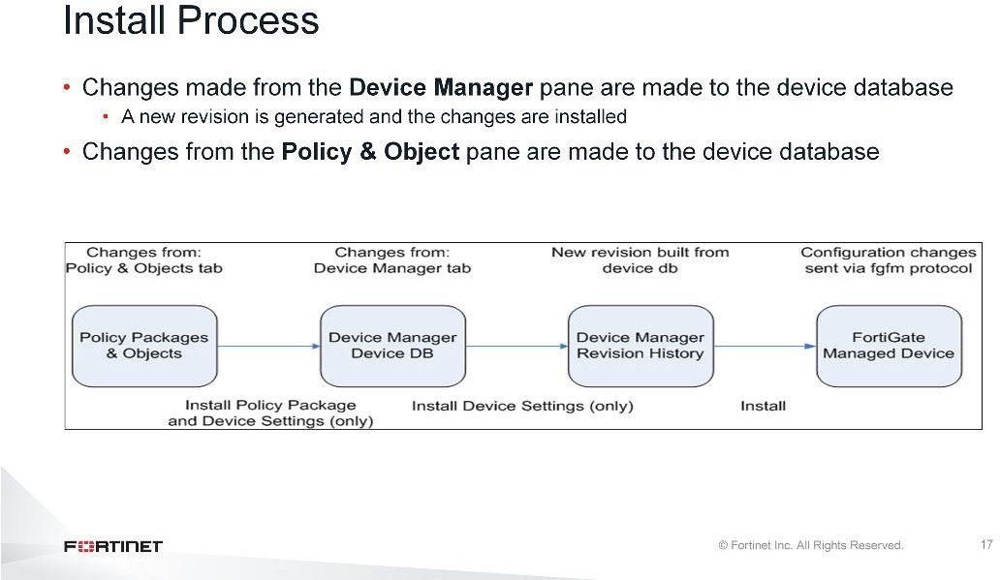 Install Process
• Changes made from the Device Manager pane are made to the device database
• A new revision is generated and the changes are installed
• Changes from the Policy & Object pane are made to the device database
Changes from:
Policy & Objects tab
Changes from:
Device Manager tab
New revision built from
device db
Configuration changes
sent via fgfm protocol
Policy Packages
& Objects
Device Manager
Device DB
Device Manager
Revision History
FortiGate
Managed Device
Install Policy Package
and Device Settings (only)
Install Device Settings (only)
Install
FORTINET
© Fortinet Inc. All Rights Reserved.
17